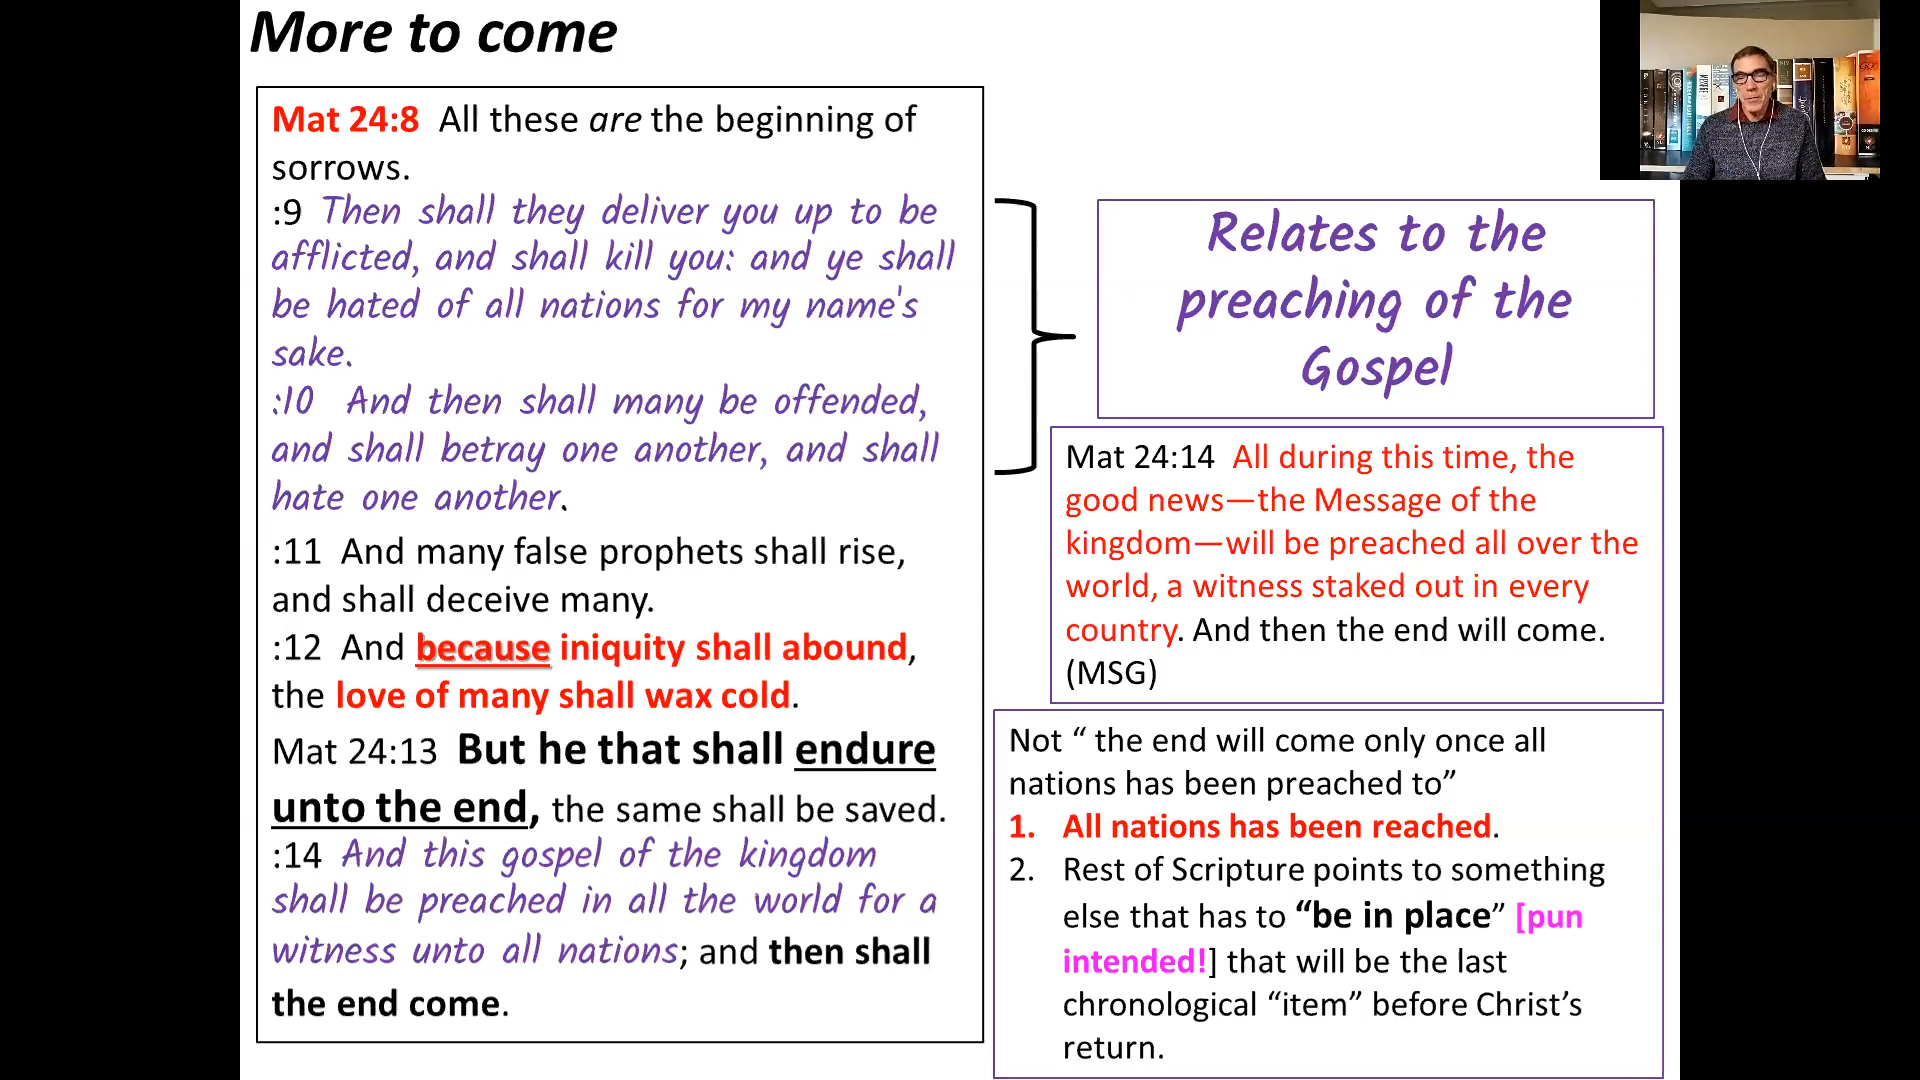 More to come
Mat 24:8 All these are the beginning of
sorrows.
:9 Then shall they deliver you up to be
afflicted, and shall kill you: and ye shall
be hated of all nations for my name's
sake.
:10 And then shall many be offended,
and shall betray one another, and shall
hate one another.
:11 And many false prophets shall rise,
and shall deceive many.
:12 And because iniquity shall abound,
the love of many shall wax cold.
Mat 24:13 But he that shall endure
unto the end, the same shall be saved.
:14 And this gospel of the kingdom
shall be preached in all the world for a
witness unto all nations; and then shall
the end come.
Relates to the
preaching of the
Gospel
Mat 24:14 All during this time, the
good news—the Message of the
kingdom—will be preached all over the
world, a witness staked out in every
country. And then the end will come.
(MSG)
Not “ the end will come only once all
nations has been preached to”
1. All nations has been reached.
2. Rest of Scripture points to something
else that has to “be in place” [pun
intended!] that will be the last
chronological “item” before Christ’s
return.